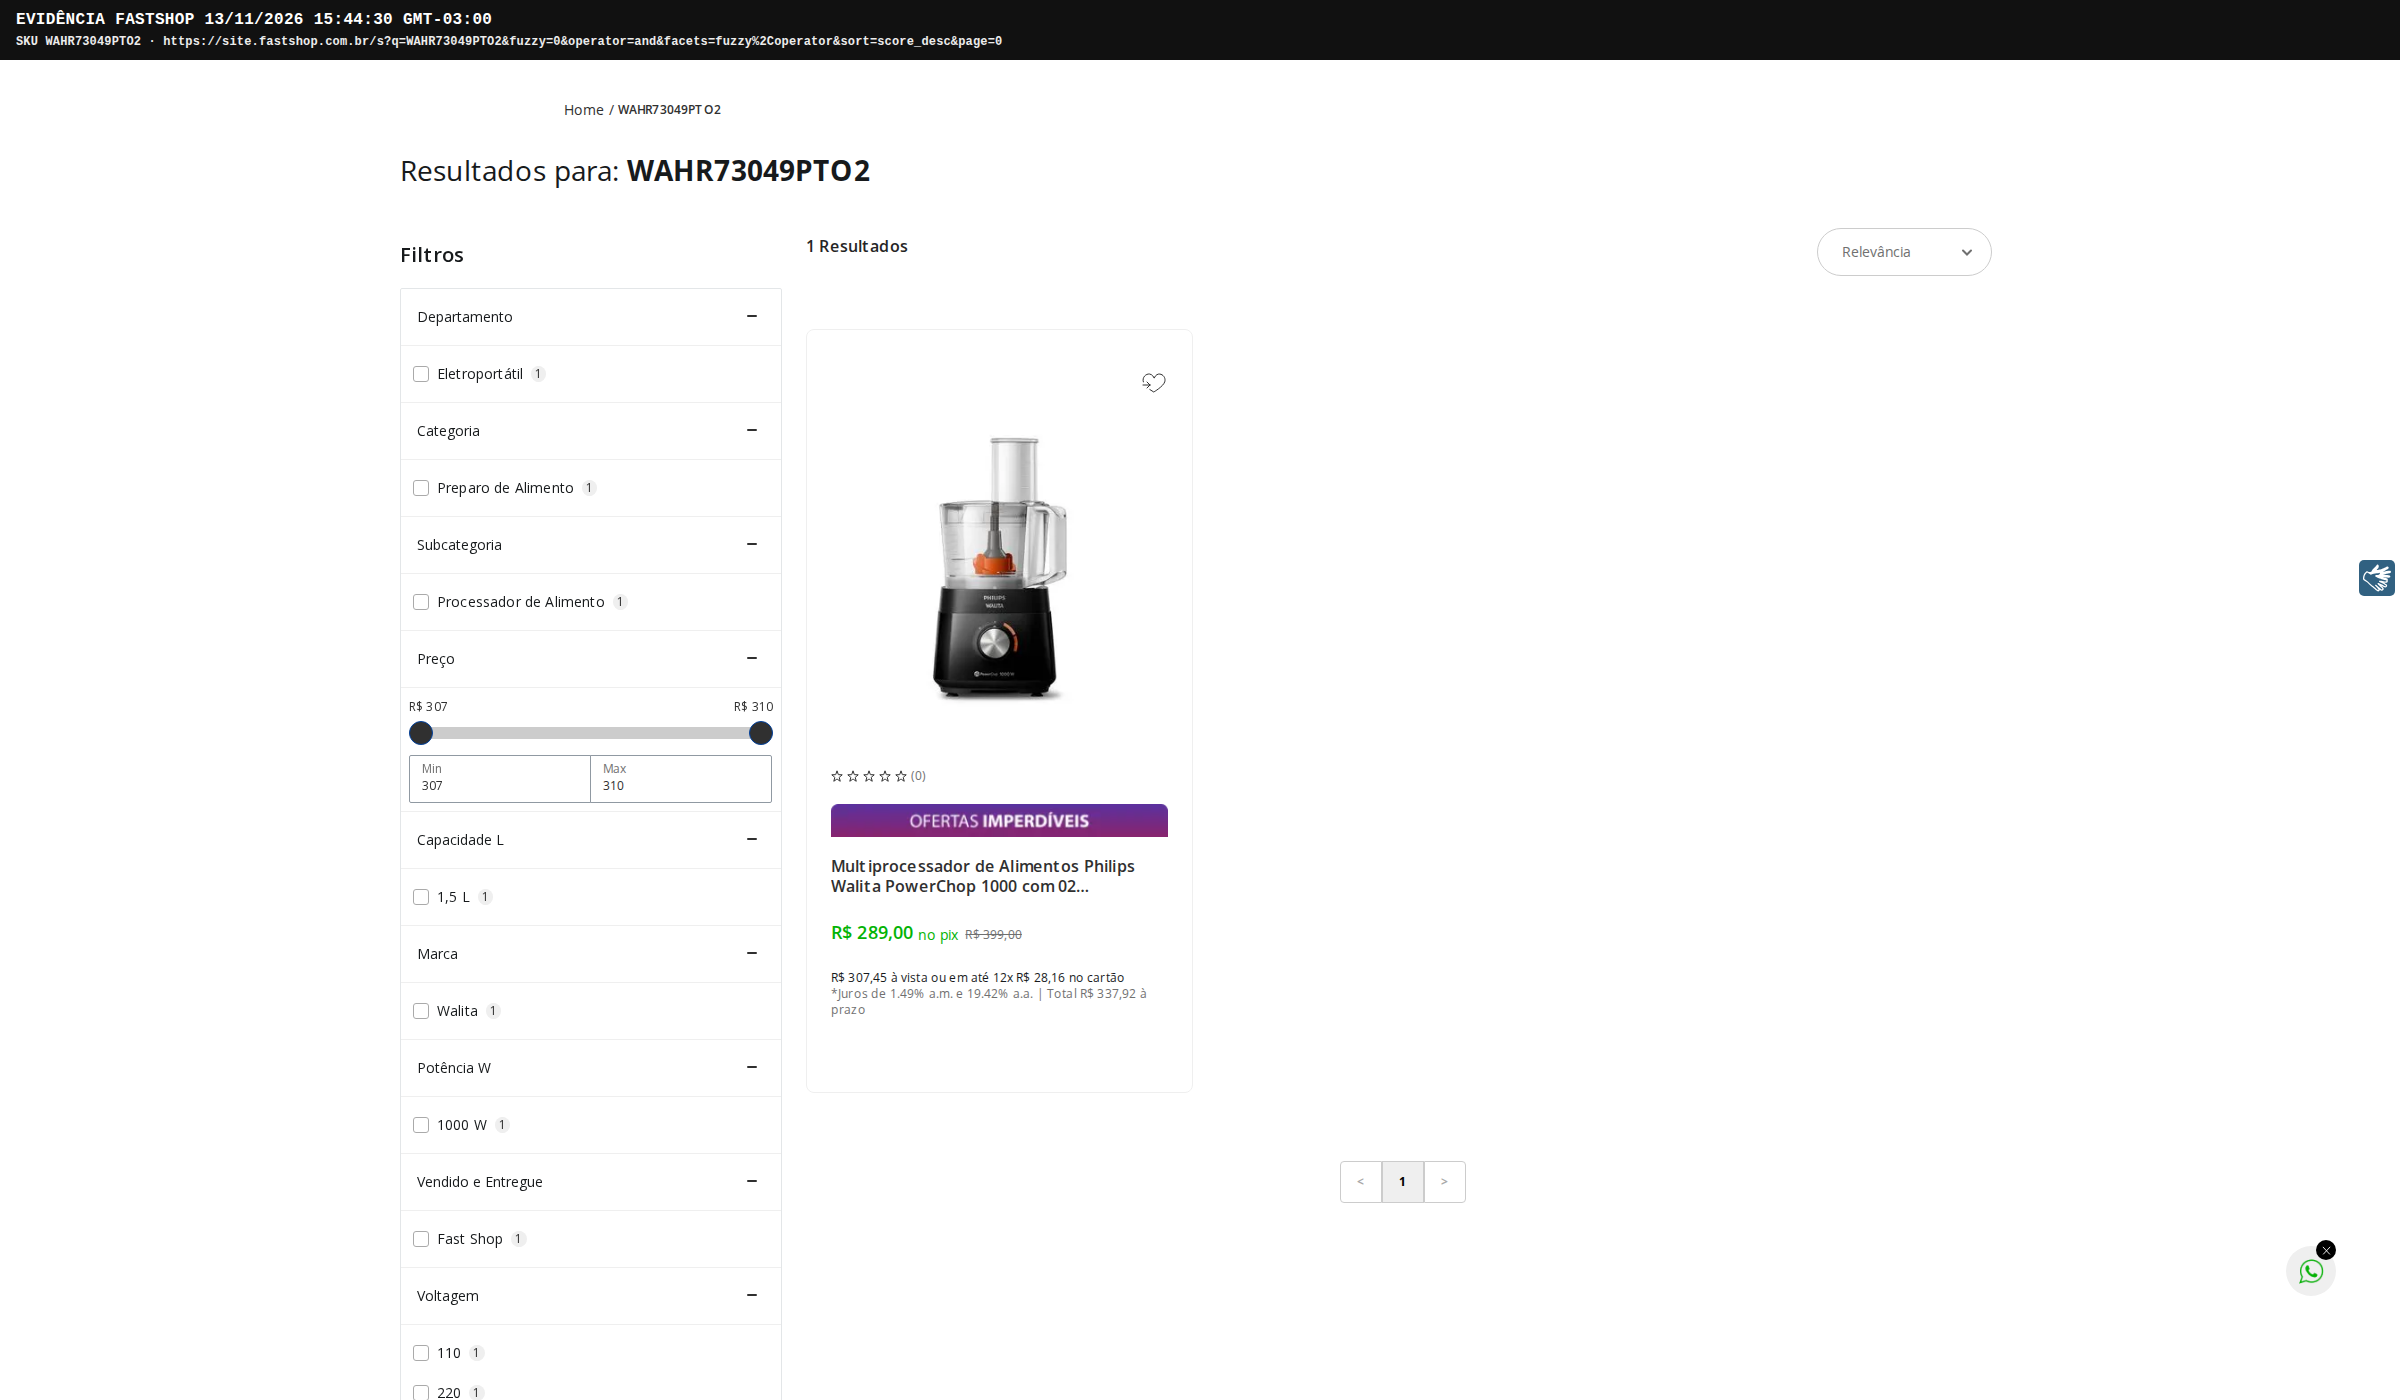 EVIDÊNCIA FASTSHOP 13/11/2026 15:44:30 GMT-03:00
SKU WAHR73049PTO2 · https://site.fastshop.com.br/s?q=WAHR73049PTO2&fuzzy=0&operator=and&facets=fuzzy%2Coperator&sort=score_desc&page=0
Home / WAHR73049PTO2
Resultados para: WAHR73049PTO2
Filtros
1 Resultados
Relevância
Departamento
Eletroportátil 1
Categoria
Preparo de Alimento 1
Subcategoria
Processador de Alimento 1
Preço
R$ 307 R$ 310
Min Max
307 310
Capacidade L
1,5 L 1
Marca
Walita 1
Potência W
1000 W 1
Vendido e Entregue
Fast Shop 1
Voltagem
110 1
220 1
PHILIPS
WALITA
PowerChop 1000 W
(0)
OFERTAS IMPERDÍVEIS
Multiprocessador de Alimentos Philips
Walita PowerChop 1000 com 02...
R$ 289,00 no pix R$ 399,00
R$ 307,45 à vista ou em até 12x R$ 28,16 no cartão
*Juros de 1.49% a.m. e 19.42% a.a. | Total R$ 337,92 à
prazo
< 1 >